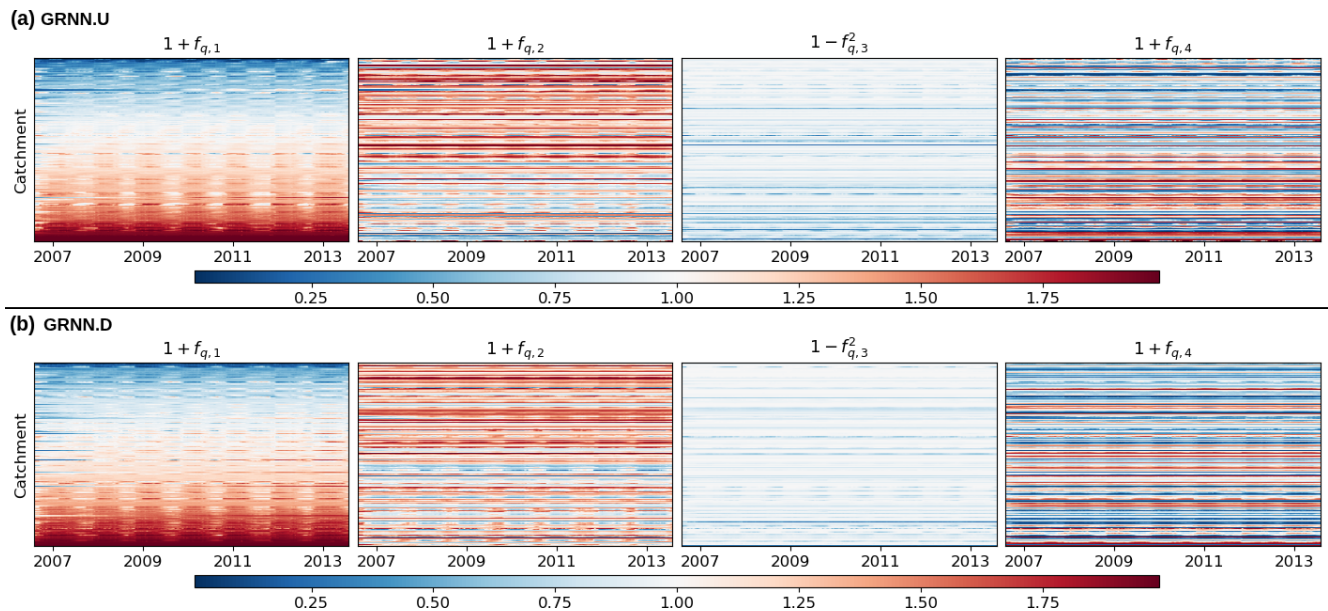 (a) GRNN.U
1 + f_{q,1} 1 + f_{q,2} 1 − f²_{q,3} 1 + f_{q,4}
Catchment
2007 2009 2011 2013 2007 2009 2011 2013 2007 2009 2011 2013 2007 2009 2011 2013
0.25 0.50 0.75 1.00 1.25 1.50 1.75
(b) GRNN.D
1 + f_{q,1} 1 + f_{q,2} 1 − f²_{q,3} 1 + f_{q,4}
Catchment
2007 2009 2011 2013 2007 2009 2011 2013 2007 2009 2011 2013 2007 2009 2011 2013
0.25 0.50 0.75 1.00 1.25 1.50 1.75